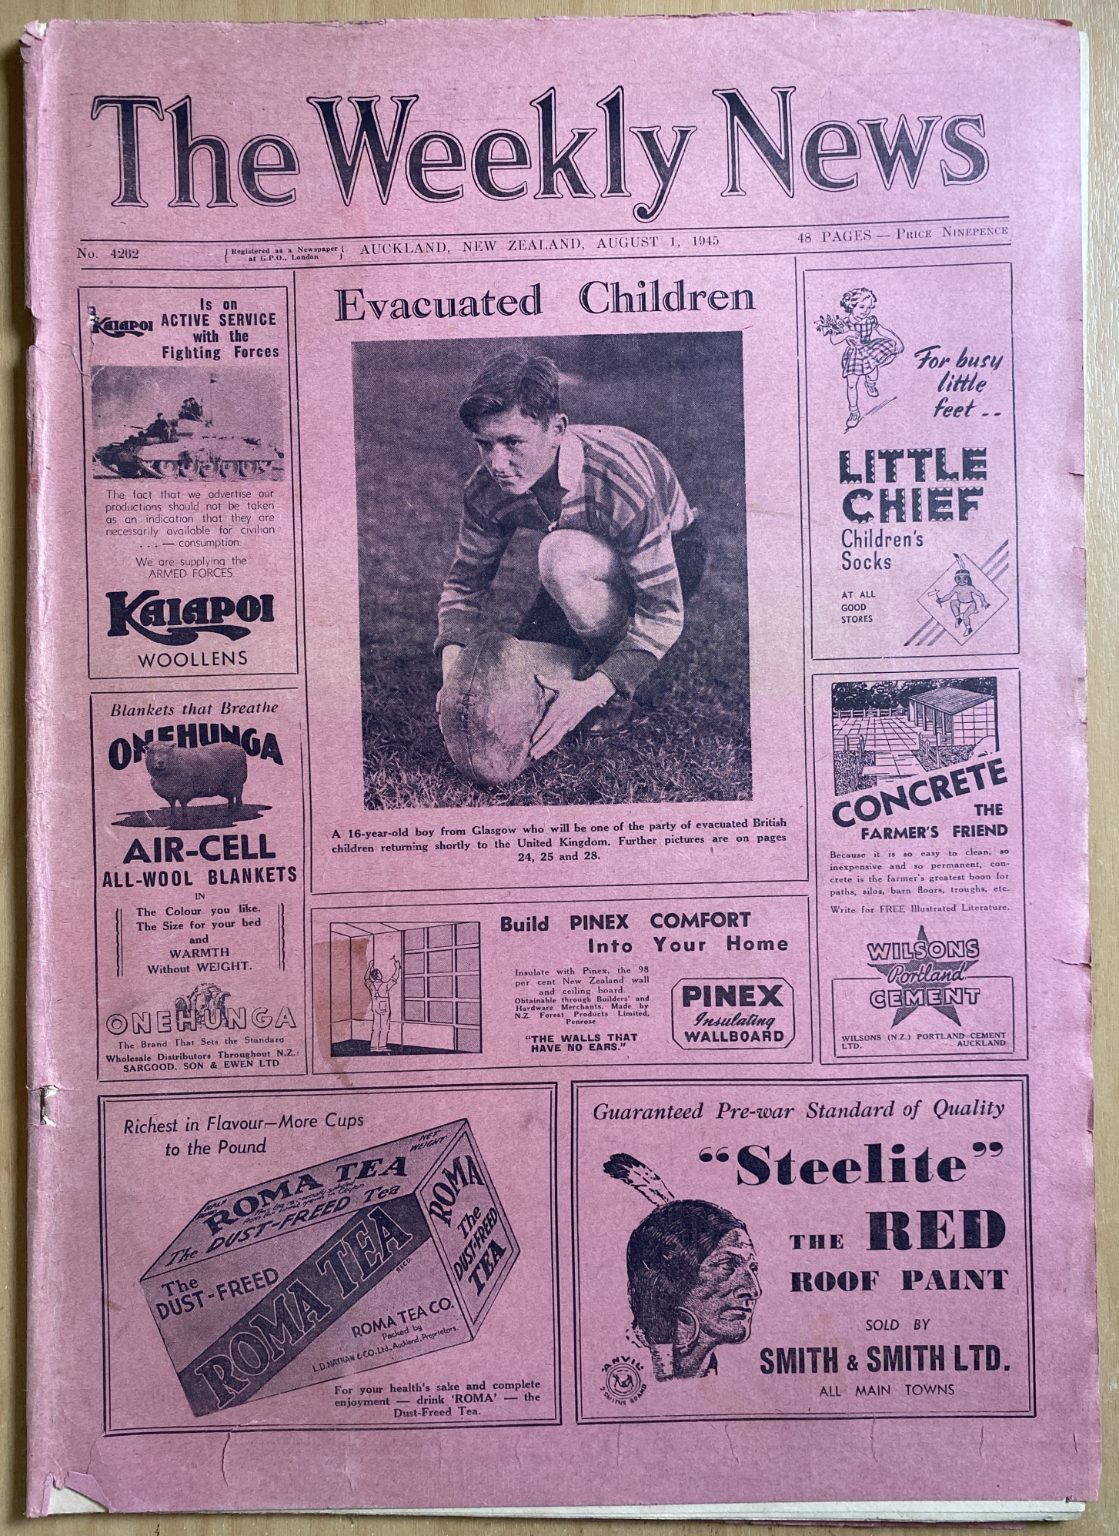 The Weekly News
No. 4262
Registered as a Newspaper
at G.P.O., London
AUCKLAND, NEW ZEALAND, AUGUST 1, 1945
48 PAGES — PRICE NINEPENCE
KAIAPOI
Is on
ACTIVE SERVICE
with the
Fighting Forces
The fact that we advertise our
productions should not be taken
as an indication that they are
necessarily available for civilian
. . . — consumption.
We are supplying the
ARMED FORCES
KAIAPOI
WOOLLENS
Blankets that Breathe
ONEHUNGA
AIR-CELL
ALL-WOOL BLANKETS
IN
The Colour you like.
The Size for your bed
and
WARMTH
Without WEIGHT.
ONEHUNGA
The Brand That Sets the Standard
Wholesale Distributors Throughout N.Z.:
SARGOOD, SON & EWEN LTD
Evacuated Children
A 16-year-old boy from Glasgow who will be one of the party of evacuated British
children returning shortly to the United Kingdom. Further pictures are on pages
24, 25 and 28.
Build PINEX COMFORT
Into Your Home
Insulate with Pinex, the 98
per cent New Zealand wall
and ceiling board.
Obtainable through Builders' and
Hardware Merchants. Made by
N.Z. Forest Products Limited,
Penrose
"THE WALLS THAT
HAVE NO EARS."
PINEX
Insulating
WALLBOARD
For busy
little
feet --
LITTLE
CHIEF
Children's
Socks
AT ALL
GOOD
STORES
CONCRETE
THE
FARMER'S FRIEND
Because it is so easy to clean, so
inexpensive and so permanent, con-
crete is the farmer's greatest boon for
paths, silos, barn floors, troughs, etc.
Write for FREE Illustrated Literature.
WILSONS
Portland
CEMENT
WILSONS (N.Z.) PORTLAND CEMENT
LTD. AUCKLAND
Richest in Flavour—More Cups
to the Pound
NET
WEIGHT
ROMA TEA
The DUST-FREED Tea
The
DUST-FREED
ROMA TEA
REGD.
ROMA TEA CO.
Packed by
L.D. NATHAN & CO. Ltd., Auckland, Proprietors.
ROMA
The
DUST-FREED
TEA
For your health's sake and complete
enjoyment — drink 'ROMA' — the
Dust-Freed Tea.
Guaranteed Pre-war Standard of Quality
"Steelite"
THE RED
ROOF PAINT
SOLD BY
SMITH & SMITH LTD.
ALL MAIN TOWNS
ANVIL